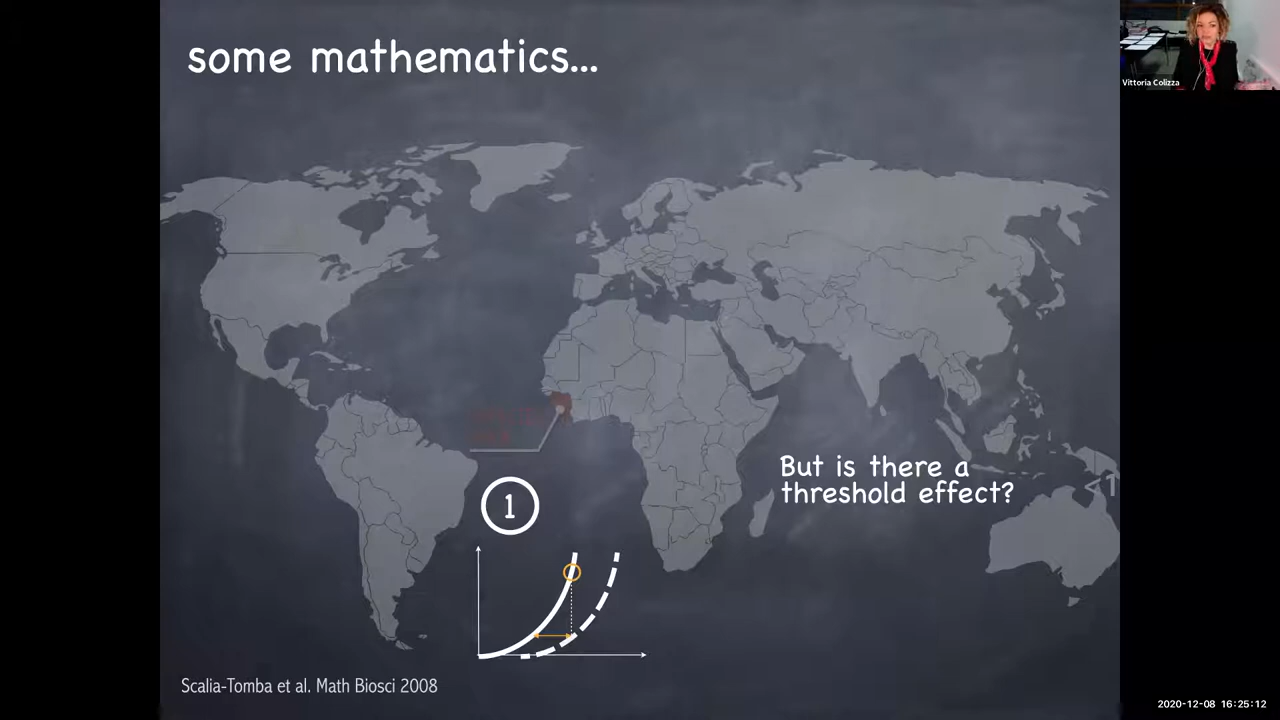 some mathematics...
Vittoria Colizza
But is there a
threshold effect?
<1
1
Scalia-Tomba et al. Math Biosci 2008
2020-12-08 16:25:12